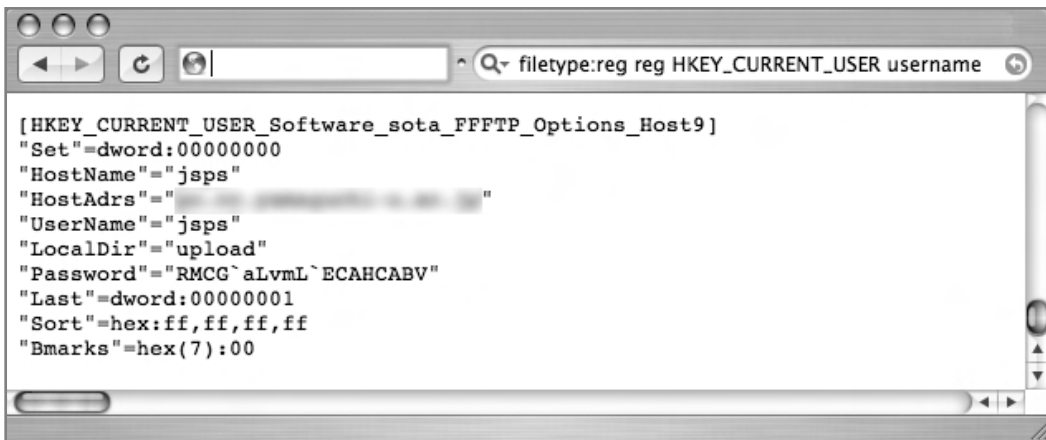 filetype:reg reg HKEY_CURRENT_USER username
[HKEY_CURRENT_USER_Software_sota_FFFTP_Options_Host9]
"Set"=dword:00000000
"HostName"="jsps"
"HostAdrs"=" "
"UserName"="jsps"
"LocalDir"="upload"
"Password"="RMCG`aLvmL`ECAHCABV"
"Last"=dword:00000001
"Sort"=hex:ff,ff,ff,ff
"Bmarks"=hex(7):00